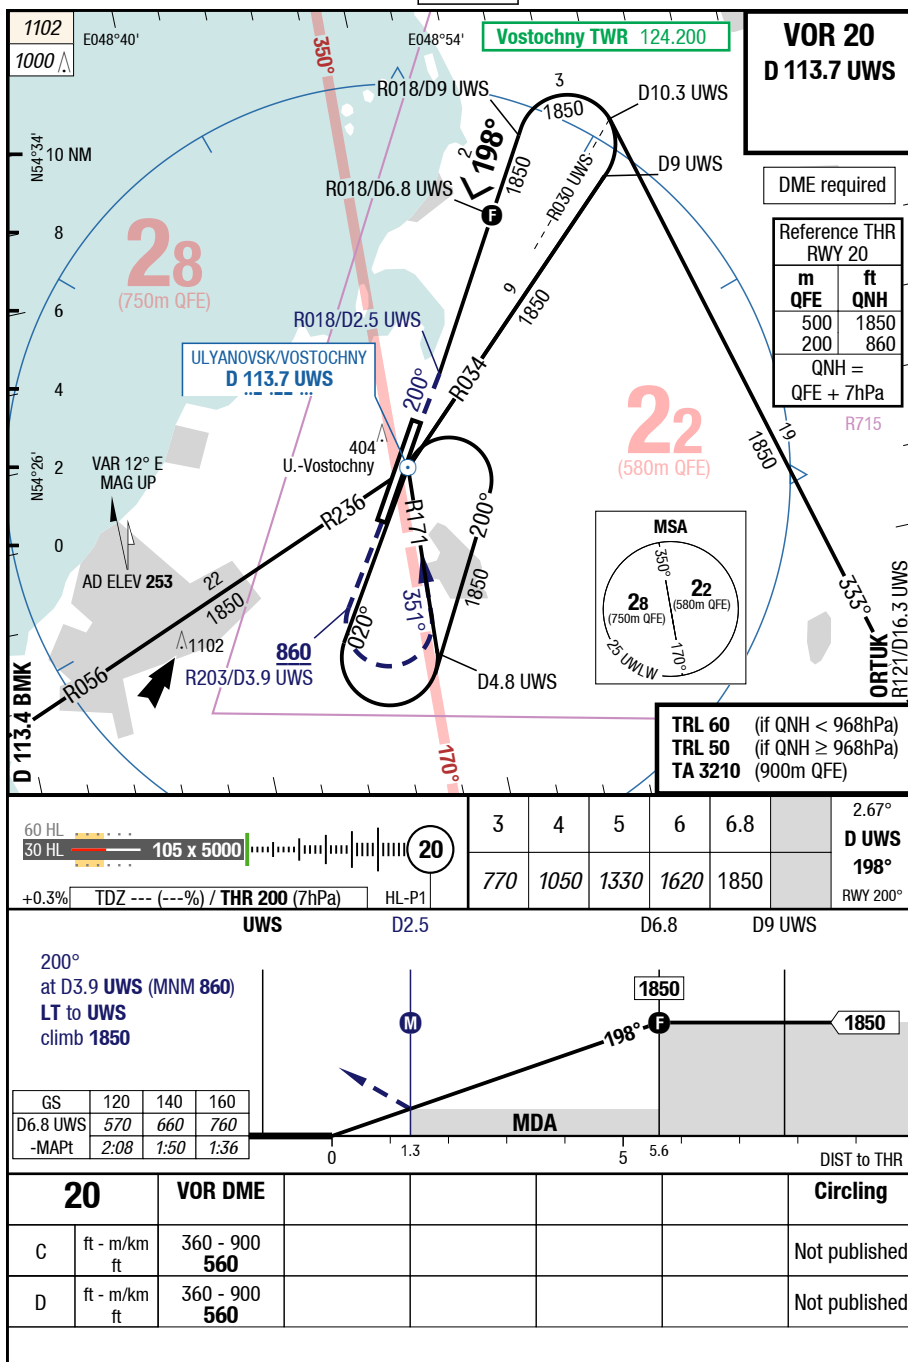 1102
1000
E048°40'
E048°54'
Vostochny TWR 124.200
VOR 20
D 113.7 UWS
350°
R018/D9 UWS
3
1850
D10.3 UWS
N54°34'
10 NM
2
< 198°
1850
R018/D6.8 UWS
F
R030 UWS
D9 UWS
DME required
8
28
(750m QFE)
Reference THR
RWY 20
m ft
QFE QNH
500 1850
200 860
QNH =
QFE + 7hPa
6
9
1850
R018/D2.5 UWS
ULYANOVSK/VOSTOCHNY
D 113.7 UWS
R034
200°
4
22
(580m QFE)
R715
19
1850
404
U.-Vostochny
N54°26'
2
VAR 12° E
MAG UP
R236
R171
200°
0
MSA
350°
28
(750m QFE)
22
(580m QFE)
170°
25 UWLW
AD ELEV 253
22
1850
1850
351°
020°
333°
1102
860
R203/D3.9 UWS
D4.8 UWS
R056
D 113.4 BMK
ORTUK
R121/D16.3 UWS
170°
TRL 60 (if QNH < 968hPa)
TRL 50 (if QNH ≥ 968hPa)
TA 3210 (900m QFE)
60 HL
30 HL
105 x 5000
20
+0.3%
TDZ --- (---%) / THR 200 (7hPa)
HL-P1
3 4 5 6 6.8
770 1050 1330 1620 1850
2.67°
D UWS
198°
RWY 200°
UWS D2.5 D6.8 D9 UWS
200°
at D3.9 UWS (MNM 860)
LT to UWS
climb 1850
M
1850
198°
F
1850
MDA
GS 120 140 160
D6.8 UWS 570 660 760
-MAPt 2:08 1:50 1:36
0 1.3 5 5.6 DIST to THR
20 VOR DME Circling
C ft - m/km 360 - 900 Not published
ft 560
D ft - m/km 360 - 900 Not published
ft 560